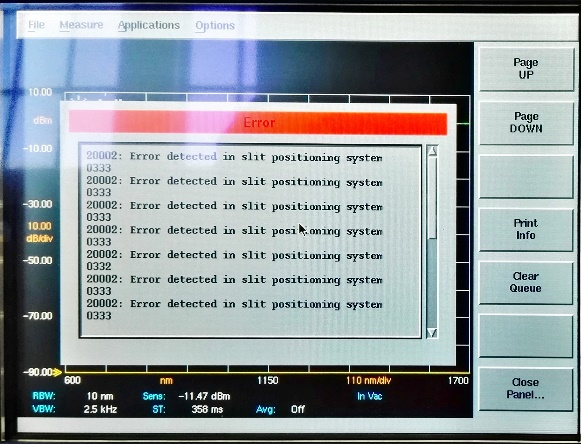 File Measure Applications Options
Page UP
Page DOWN
Print Info
Clear Queue
Close Panel...
10.00
dBm
-10.00
-30.00
10.00
dB/div
-50.00
-70.00
-90.00
Error
20002: Error detected in slit positioning system
0333
20002: Error detected in slit positioning system
0333
20002: Error detected in slit positioning system
0333
20002: Error detected in slit positioning system
0333
20002: Error detected in slit positioning system
0332
20002: Error detected in slit positioning system
0333
20002: Error detected in slit positioning system
0333
600 nm 1150 110 nm/div 1700
RBW: 10 nm Sens: -11.47 dBm In Vac
VBW: 2.5 kHz ST: 358 ms Avg: Off